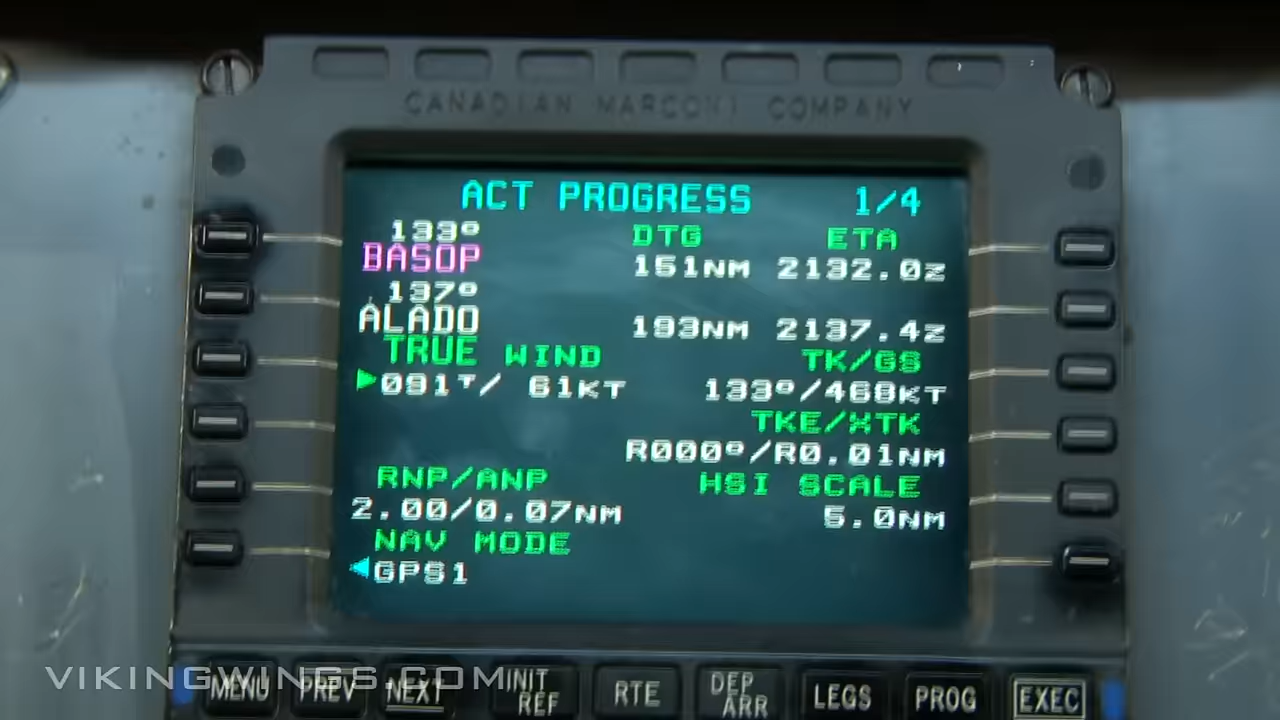 CANADIAN MARCONI COMPANY
ACT PROGRESS 1/4
133° DTG ETA
BASOP 151NM 2132.0Z
137°
ALADO 193NM 2137.4Z
TRUE WIND TK/GS
091T/ 61KT 133°/468KT
TKE/XTK
R000°/R0.01NM
RNP/ANP HSI SCALE
2.00/0.07NM 5.0NM
NAV MODE
GPS1
VIKINGWINGS.COM
MENU PREV NEXT INIT REF RTE DEP ARR LEGS PROG EXEC